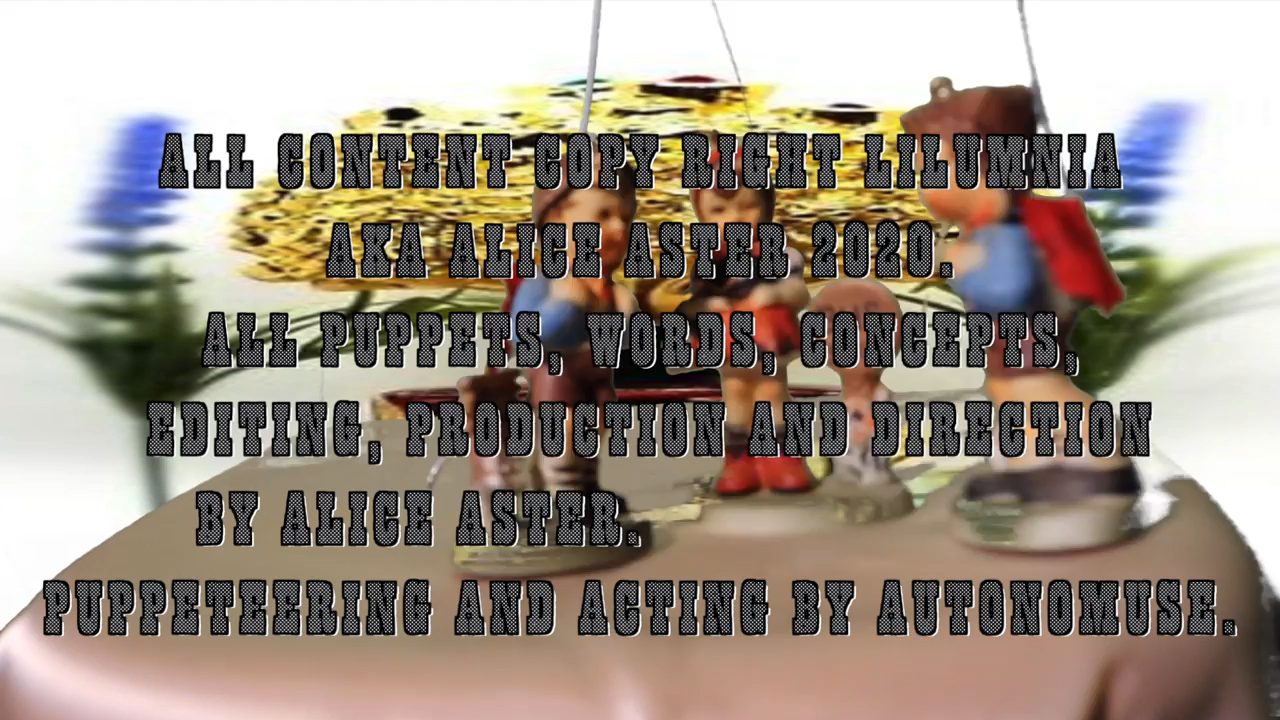 ALL CONTENT COPY RIGHT LILUMNIA
AKA ALICE ASTER 2020.
ALL PUPPETS, WORDS, CONCEPTS,
EDITING, PRODUCTION AND DIRECTION
BY ALICE ASTER.
PUPPETEERING AND ACTING BY AUTONOMUSE.